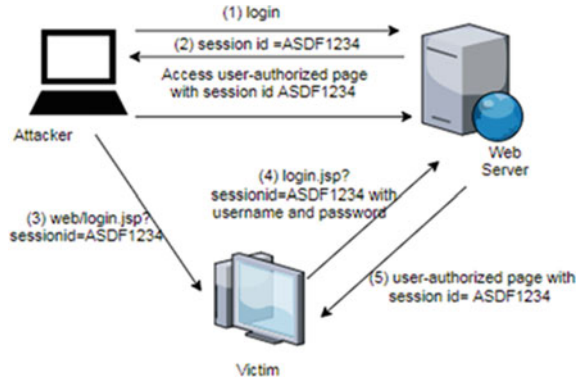 (1) login
(2) session id =ASDF1234
Access user-authorized page
with session id ASDF1234
Attacker
Web
Server
(4) login.jsp?
sessionid=ASDF1234 with
username and password
(3) web/login.jsp?
sessionid=ASDF1234
(5) user-authorized page with
session id= ASDF1234
Victim